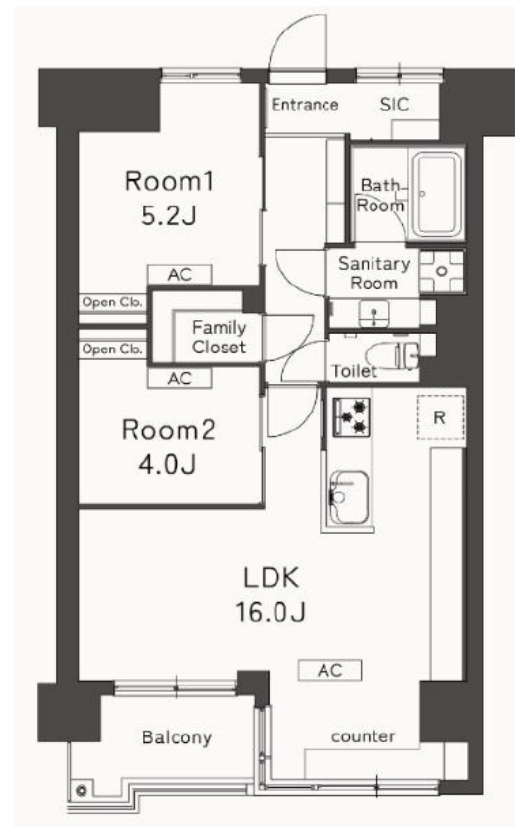 Entrance
SIC
Room1
5.2J
Bath
Room
AC
Sanitary
Room
Open Clo.
Family
Closet
Open Clo.
Toilet
AC
R
Room2
4.0J
LDK
16.0J
AC
Balcony
counter